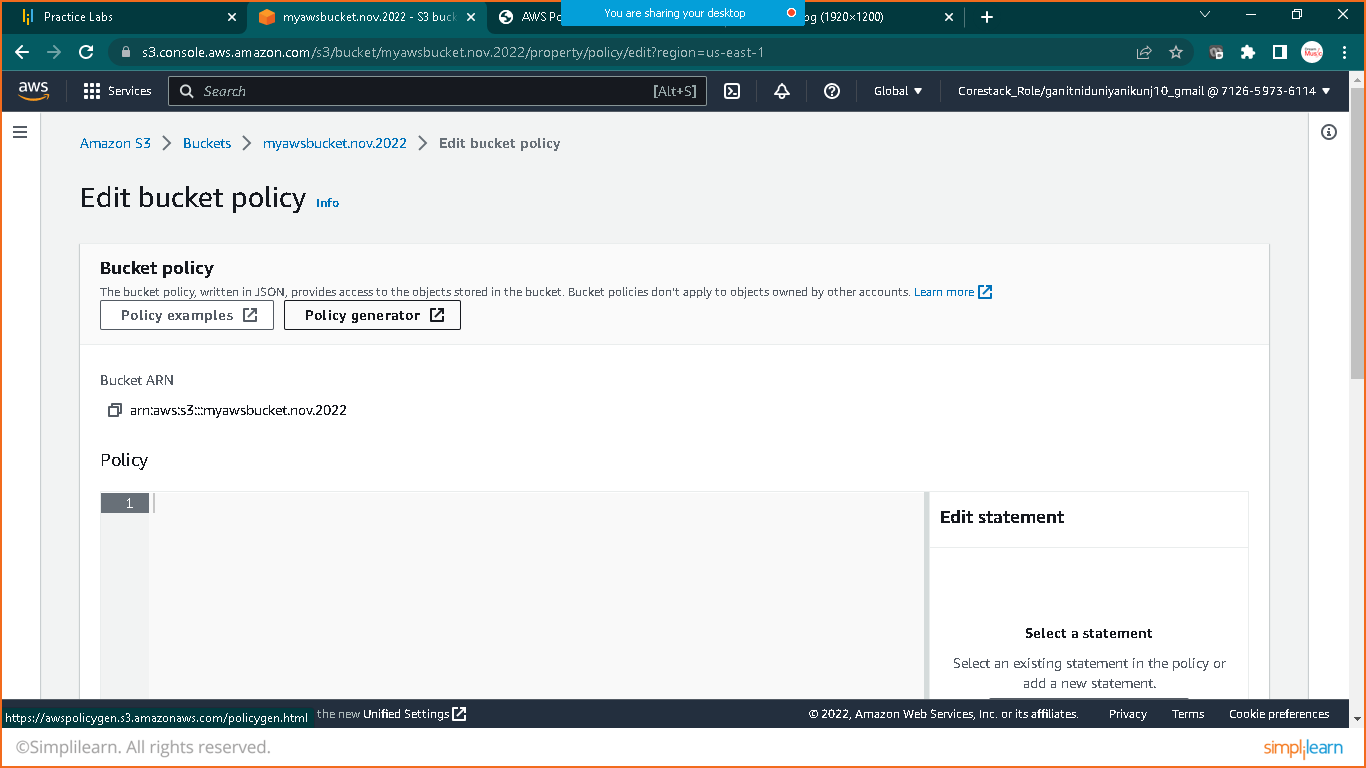 Practice Labs
myawsbucket.nov.2022 - S3 buck
AWS Po
You are sharing your desktop
og (1920×1200)
s3.console.aws.amazon.com/s3/bucket/myawsbucket.nov.2022/property/policy/edit?region=us-east-1
aws
Services
Search
[Alt+S]
Global
Corestack_Role/ganitniduniyanikunj10_gmail @ 7126-5973-6114
Amazon S3
Buckets
myawsbucket.nov.2022
Edit bucket policy
Edit bucket policy
Info
Bucket policy
The bucket policy, written in JSON, provides access to the objects stored in the bucket. Bucket policies don't apply to objects owned by other accounts. Learn more
Policy examples
Policy generator
Bucket ARN
arn:aws:s3:::myawsbucket.nov.2022
Policy
1
Edit statement
Select a statement
Select an existing statement in the policy or
add a new statement.
https://awspolicygen.s3.amazonaws.com/policygen.html
the new Unified Settings
© 2022, Amazon Web Services, Inc. or its affiliates.
Privacy
Terms
Cookie preferences
©Simplilearn. All rights reserved.
simplilearn